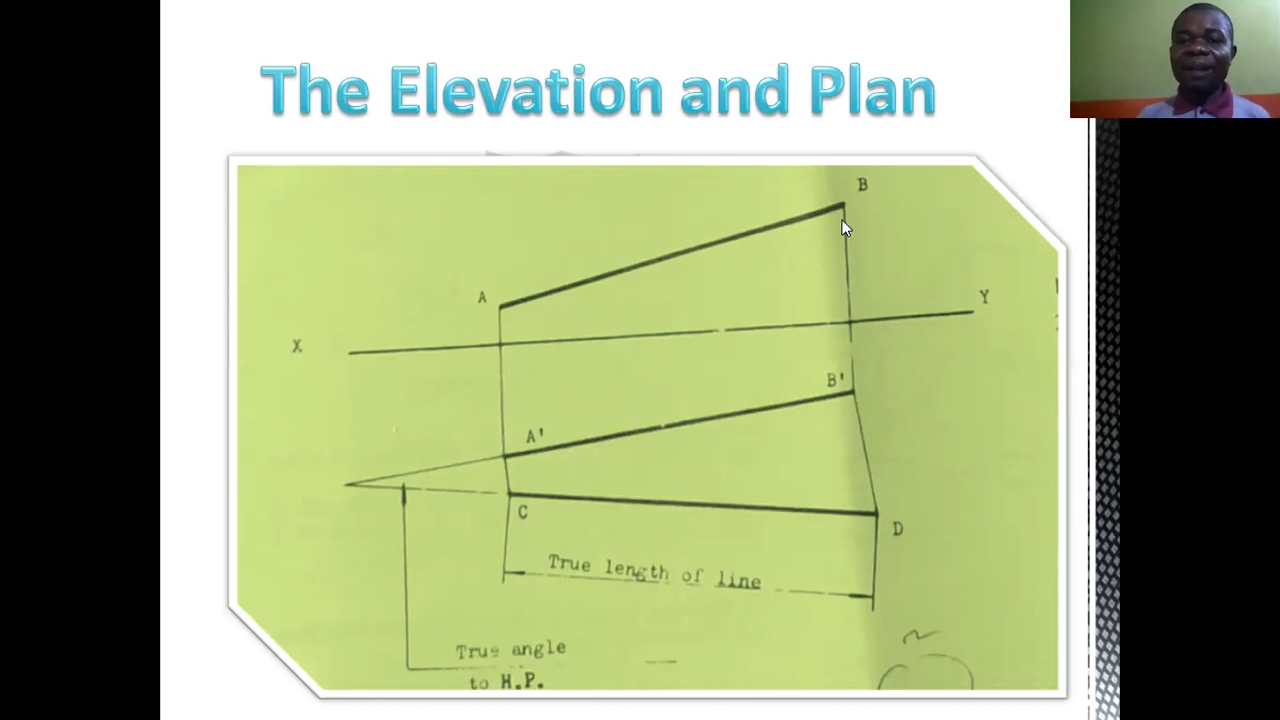 The Elevation and Plan
B
A
Y
X
B'
A'
C
D
True length of line
True angle
to H.P.